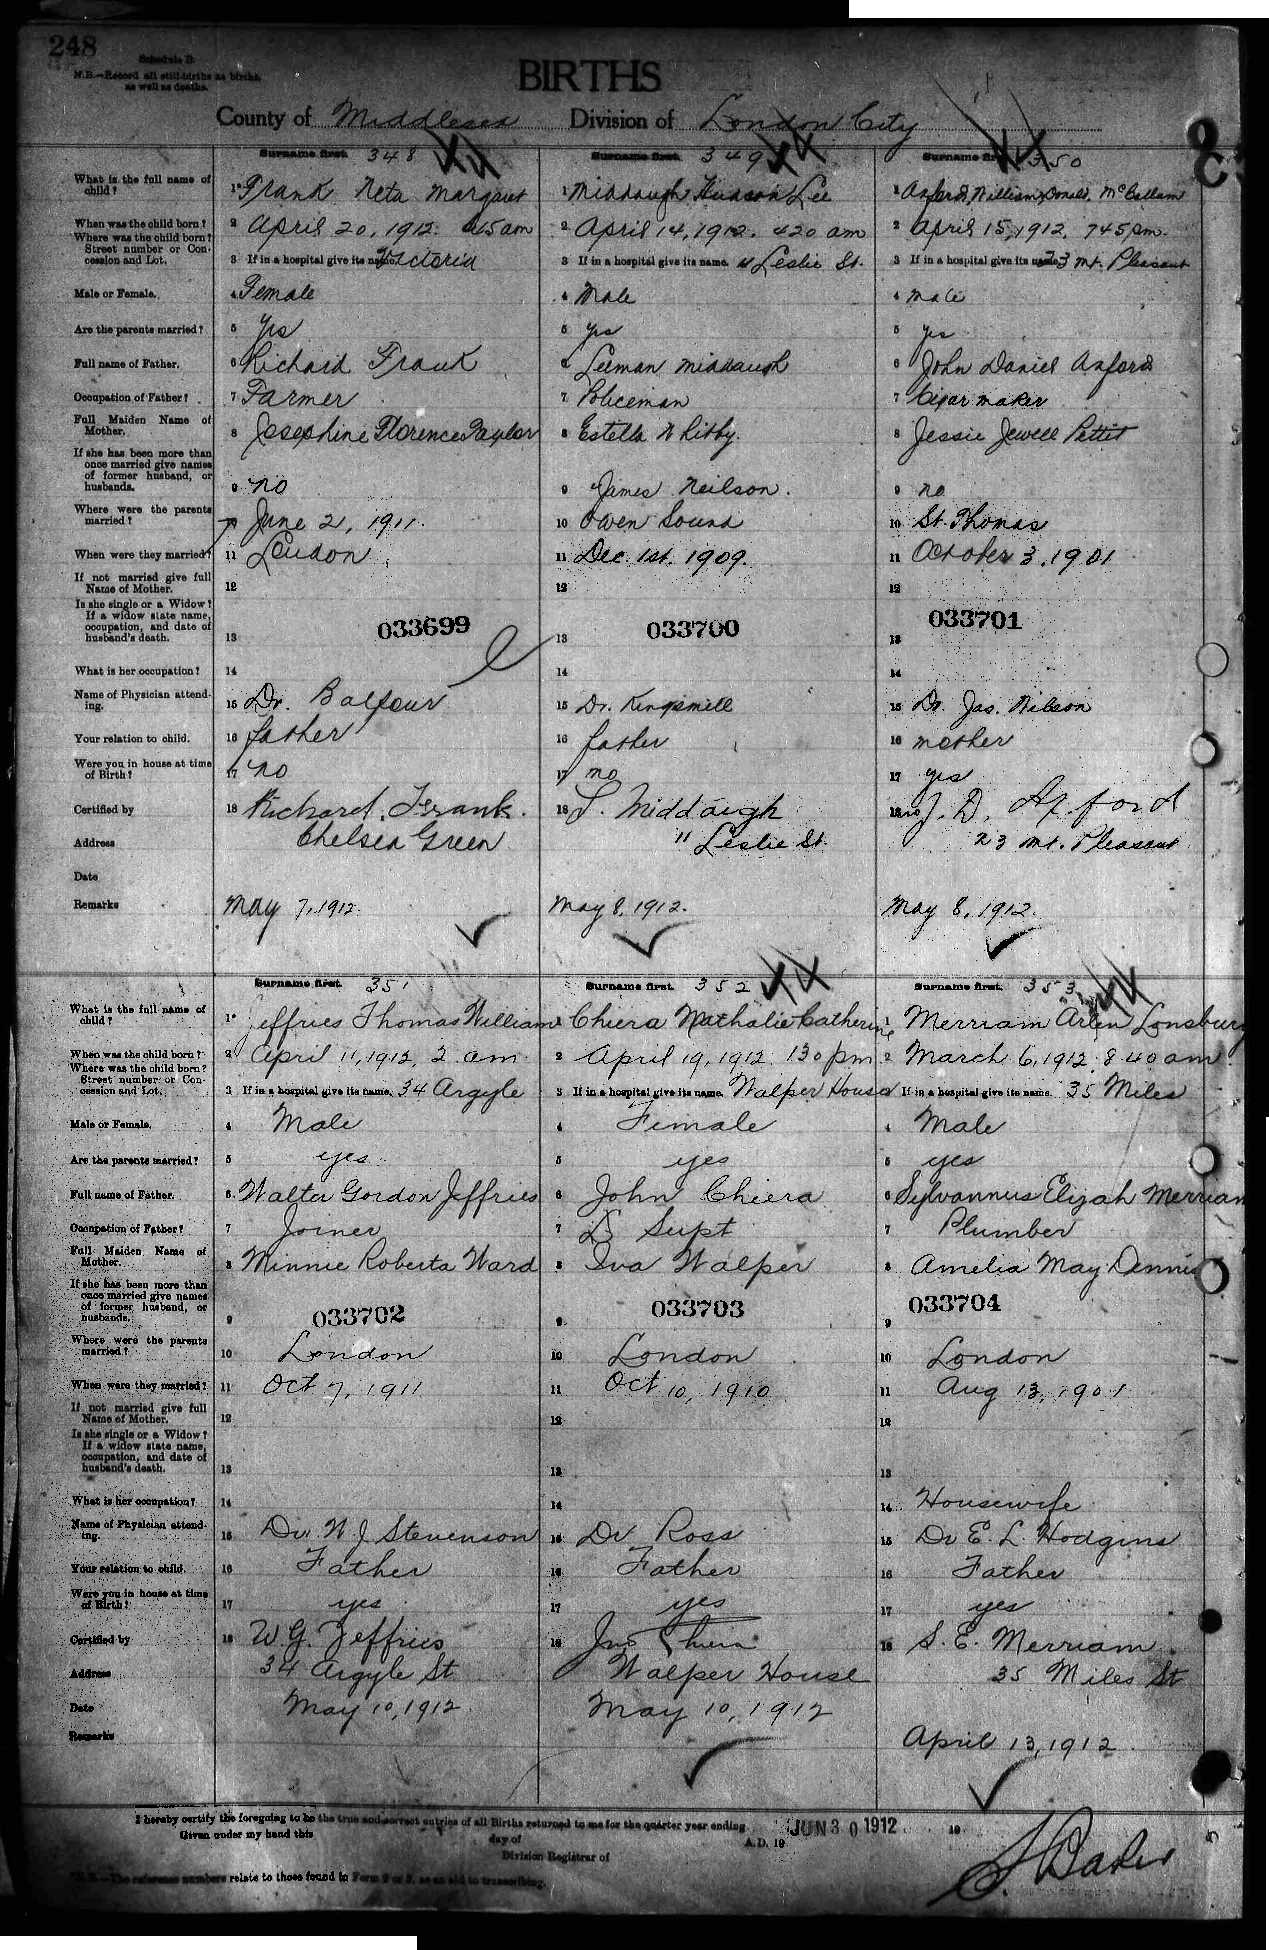 248
Schedule B.
N.B.—Record all still-births as births, as well as deaths.
BIRTHS
County of Middlesex Division of London City
Surname first. 348
What is the full name of child? 1 Frank Neta Margaret
When was the child born? 2 April 20, 1912.
Where was the child born? Street number or Concession and Lot. 3 If in a hospital give its name. Victoria
Male or Female. 4 Female
Are the parents married? 5 yes
Full name of Father. 6 Richard Frank
Occupation of Father? 7 Farmer
Full Maiden Name of Mother. 8 Josephine Florence Taylor
If she has been more than once married give names of former husband, or husbands. 9 no
Where were the parents married? 10 June 2, 1911.
When were they married? 11 London
If not married give full Name of Mother. 12
Is she single or a Widow? If a widow state name, occupation, and date of husband's death. 13
033699
What is her occupation? 14
Name of Physician attending. 15 Dr. Balfour
Your relation to child. 16 father
Were you in house at time of Birth? 17 no
Certified by 18 Richard Frank.
Address Chelsea Green
Date
Remarks May 7, 1912.
Surname first. 349
1 Middaugh Hudson Lee
2 April 14, 1912. 420 am
3 If in a hospital give its name. 11 Leslie St.
4 Male
5 yes
6 Leeman Middaugh
7 Policeman
8 Estella Whitby.
9 James Neilson.
10 Owen Sound
11 Dec 1st. 1909.
12
13
033700
14
15 Dr. Kingsmill
16 father
17 no
18 L. Middaugh
11 Leslie St.
May 8, 1912.
Surname first. 350
1 Axford, William Donald McCallum
2 April 15, 1912. 745 pm.
3 If in a hospital give its name. 23 Mt. Pleasant
4 male
5 yes
6 John Daniel Axford
7 Cigar maker
8 Jessie Jewell Pettit
9 no
10 St. Thomas
11 October 3, 1901
12
033701
13
14
15 Dr. Jas. Wilson
16 mother
17 yes
18 J. D. Axford
23 Mt. Pleasant
May 8, 1912.
Surname first. 351
What is the full name of child? 1 Jeffries Thomas William
When was the child born? 2 April 11, 1912, 2 am
Where was the child born? Street number or Concession and Lot. 3 If in a hospital give its name. 34 Argyle
Male or Female. 4 Male
Are the parents married? 5 yes
Full name of Father. 6 Walter Gordon Jeffries
Occupation of Father? 7 Joiner
Full Maiden Name of Mother. 8 Minnie Roberta Ward
If she has been more than once married give names of former husband, or husbands. 9
033702
Where were the parents married? 10 London
When were they married? 11 Oct 7, 1911
If not married give full Name of Mother. 12
Is she single or a Widow? If a widow state name, occupation, and date of husband's death. 13
What is her occupation? 14
Name of Physician attending. 15 Dr. W J Stevenson
Your relation to child. 16 Father
Were you in house at time of Birth? 17 yes
Certified by 18 W G. Jeffries
Address 34 Argyle St
Date May 10, 1912
Remarks
Surname first. 352
1 Chiera Nathalie Catherine
2 April 19, 1912. 130 pm
3 If in a hospital give its name. Walper House
4 Female
5 yes
6 John Chiera
7 Supt
8 Iva Walper
033703
9
10 London
11 Oct 10, 1910
12
13
14
15 Dr Ross
16 Father
17 yes
18 Jno Chiera
Walper House
May 10, 1912
Surname first. 353
1 Merriam Arlen Lonsbury
2 March 6, 1912. 8 40 am
3 If in a hospital give its name. 35 Miles
4 Male
5 yes
6 Sylvannus Elizah Merriam
7 Plumber
8 Amelia May Dennis
033704
9
10 London
11 Aug 13, 1901
12
13
14 Housewife
15 Dr E. L. Hodgins
16 Father
17 yes
18 S. E. Merriam
35 Miles St
April 13, 1912
I hereby certify the foregoing to be the true and correct entries of all Births returned to me for the quarter year ending JUN 30 1912 19
Given under my hand this day of A.D. 19
Division Registrar of
N.B.—The reference numbers relate to those found in Form 2 or 3, as an aid to transcribing.